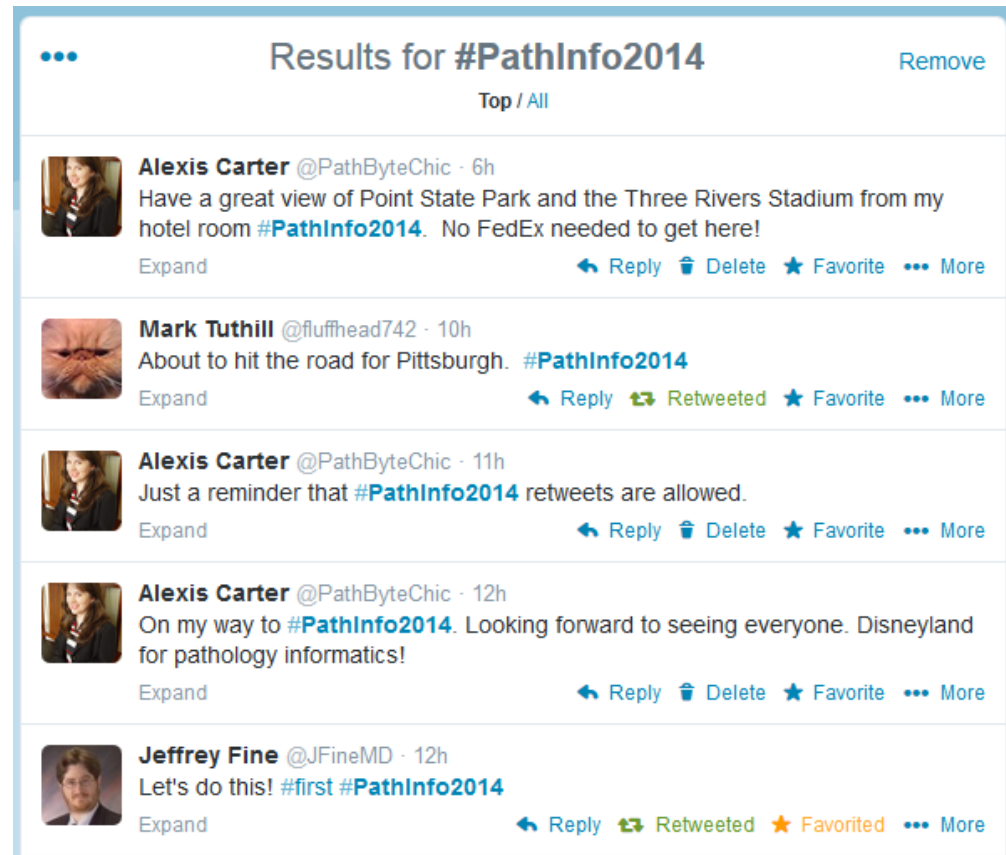 Results for #PathInfo2014
Remove
Top / All
Alexis Carter @PathByteChic · 6h
Have a great view of Point State Park and the Three Rivers Stadium from my
hotel room #PathInfo2014. No FedEx needed to get here!
Expand
Reply Delete Favorite More
Mark Tuthill @fluffhead742 · 10h
About to hit the road for Pittsburgh. #PathInfo2014
Expand
Reply Retweeted Favorite More
Alexis Carter @PathByteChic · 11h
Just a reminder that #PathInfo2014 retweets are allowed.
Expand
Reply Delete Favorite More
Alexis Carter @PathByteChic · 12h
On my way to #PathInfo2014. Looking forward to seeing everyone. Disneyland
for pathology informatics!
Expand
Reply Delete Favorite More
Jeffrey Fine @JFineMD · 12h
Let's do this! #first #PathInfo2014
Expand
Reply Retweeted Favorited More